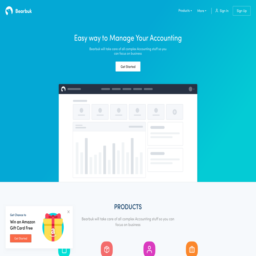 Bearbuk
Products
More
Sign In
Sign Up
Easy way to Manage Your Accounting
Bearbuk will take care of all complex Accounting stuff so you
can focus on business.
Get Started
PRODUCTS
Bearbuk will take care of all complex Accounting stuff so you can
focus on business.
Get Chance to
Win an Amazon
Gift Card free
Get Started